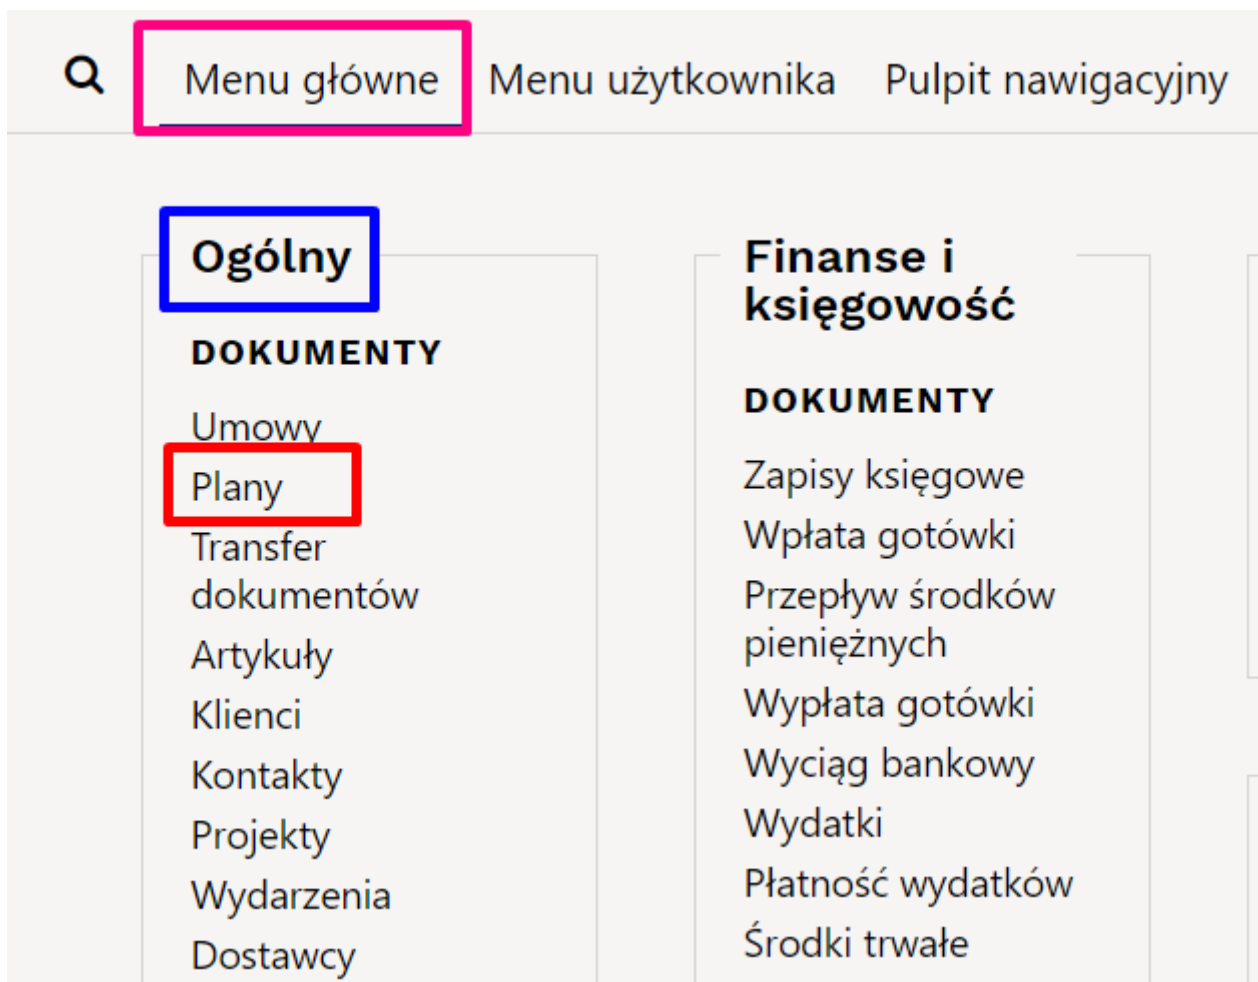 Menu główne Menu użytkownika Pulpit nawigacyjny
Ogólny
DOKUMENTY
Umowy
Plany
Transfer
dokumentów
Artykuły
Klienci
Kontakty
Projekty
Wydarzenia
Dostawcy
Finanse i
księgowość
DOKUMENTY
Zapisy księgowe
Wpłata gotówki
Przepływ środków
pieniężnych
Wypłata gotówki
Wyciąg bankowy
Wydatki
Płatność wydatków
Środki trwałe